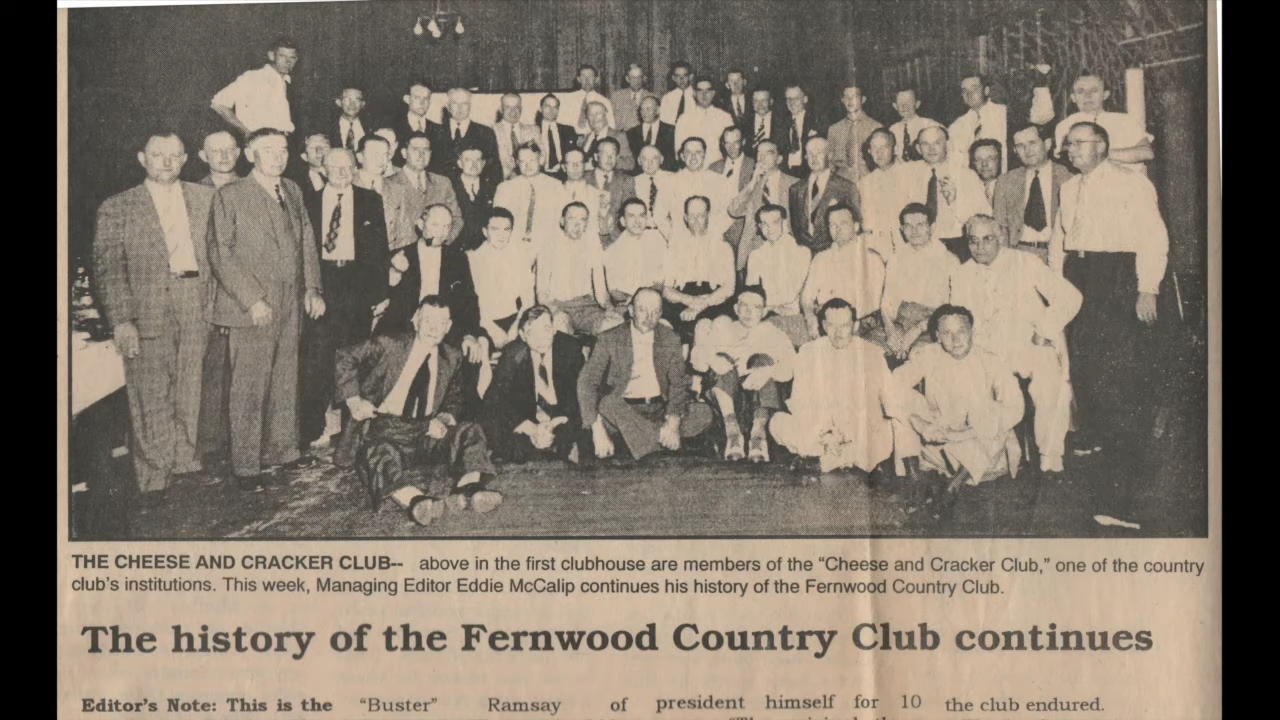 THE CHEESE AND CRACKER CLUB-- above in the first clubhouse are members of the “Cheese and Cracker Club,” one of the country
club's institutions. This week, Managing Editor Eddie McCalip continues his history of the Fernwood Country Club.
The history of the Fernwood Country Club continues
Editor's Note: This is the
“Buster” Ramsay of
president himself for 10
the club endured.